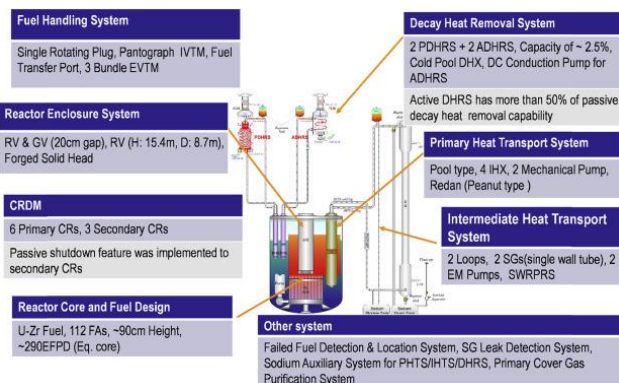 Fuel Handling System
Single Rotating Plug, Pantograph IVTM, Fuel
Transfer Port, 3 Bundle EVTM
Decay Heat Removal System
2 PDHRS + 2 ADHRS, Capacity of ~ 2.5%,
Cold Pool DHX, DC Conduction Pump for
ADHRS
Active DHRS has more than 50% of passive
decay heat removal capability
Reactor Enclosure System
RV & GV (20cm gap), RV (H: 15.4m, D: 8.7m),
Forged Solid Head
PDHRS
ADHRS
Primary Heat Transport System
Pool type, 4 IHX, 2 Mechanical Pump,
Redan (Peanut type )
CRDM
6 Primary CRs, 3 Secondary CRs
Passive shutdown feature was implemented to
secondary CRs
Intermediate Heat Transport
System
2 Loops, 2 SGs(single wall tube), 2
EM Pumps, SWRPRS
Reactor Core and Fuel Design
U-Zr Fuel, 112 FAs, ~90cm Height,
~290EFPD (Eq. core)
Other system
Failed Fuel Detection & Location System, SG Leak Detection System,
Sodium Auxiliary System for PHTS/IHTS/DHRS, Primary Cover Gas
Purification System